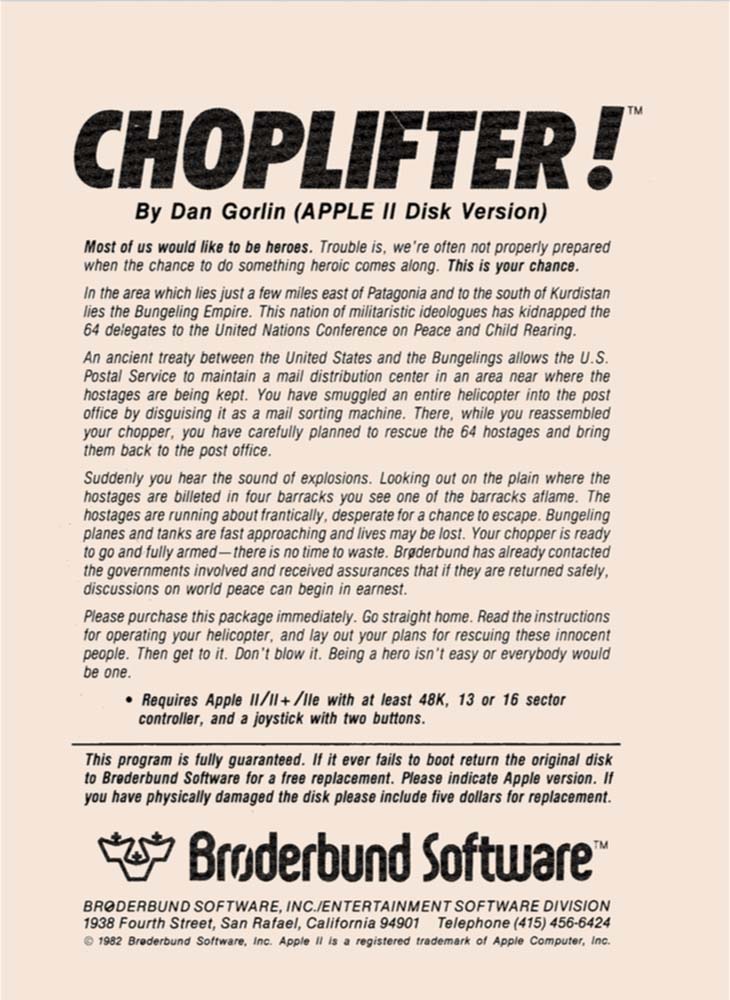 CHOPLIFTER!™
By Dan Gorlin (APPLE II Disk Version)
Most of us would like to be heroes. Trouble is, we're often not properly prepared
when the chance to do something heroic comes along. This is your chance.
In the area which lies just a few miles east of Patagonia and to the south of Kurdistan
lies the Bungeling Empire. This nation of militaristic ideologues has kidnapped the
64 delegates to the United Nations Conference on Peace and Child Rearing.
An ancient treaty between the United States and the Bungelings allows the U.S.
Postal Service to maintain a mail distribution center in an area near where the
hostages are being kept. You have smuggled an entire helicopter into the post
office by disguising it as a mail sorting machine. There, while you reassembled
your chopper, you have carefully planned to rescue the 64 hostages and bring
them back to the post office.
Suddenly you hear the sound of explosions. Looking out on the plain where the
hostages are billeted in four barracks you see one of the barracks aflame. The
hostages are running about frantically, desperate for a chance to escape. Bungeling
planes and tanks are fast approaching and lives may be lost. Your chopper is ready
to go and fully armed—there is no time to waste. Brøderbund has already contacted
the governments involved and received assurances that if they are returned safely,
discussions on world peace can begin in earnest.
Please purchase this package immediately. Go straight home. Read the instructions
for operating your helicopter, and lay out your plans for rescuing these innocent
people. Then get to it. Don't blow it. Being a hero isn't easy or everybody would
be one.
• Requires Apple II/II+/IIe with at least 48K, 13 or 16 sector
controller, and a joystick with two buttons.
This program is fully guaranteed. If it ever fails to boot return the original disk
to Brøderbund Software for a free replacement. Please indicate Apple version. If
you have physically damaged the disk please include five dollars for replacement.
Brøderbund Software™
BRØDERBUND SOFTWARE, INC./ENTERTAINMENT SOFTWARE DIVISION
1938 Fourth Street, San Rafael, California 94901 Telephone (415) 456-6424
© 1982 Brøderbund Software, Inc. Apple II is a registered trademark of Apple Computer, Inc.